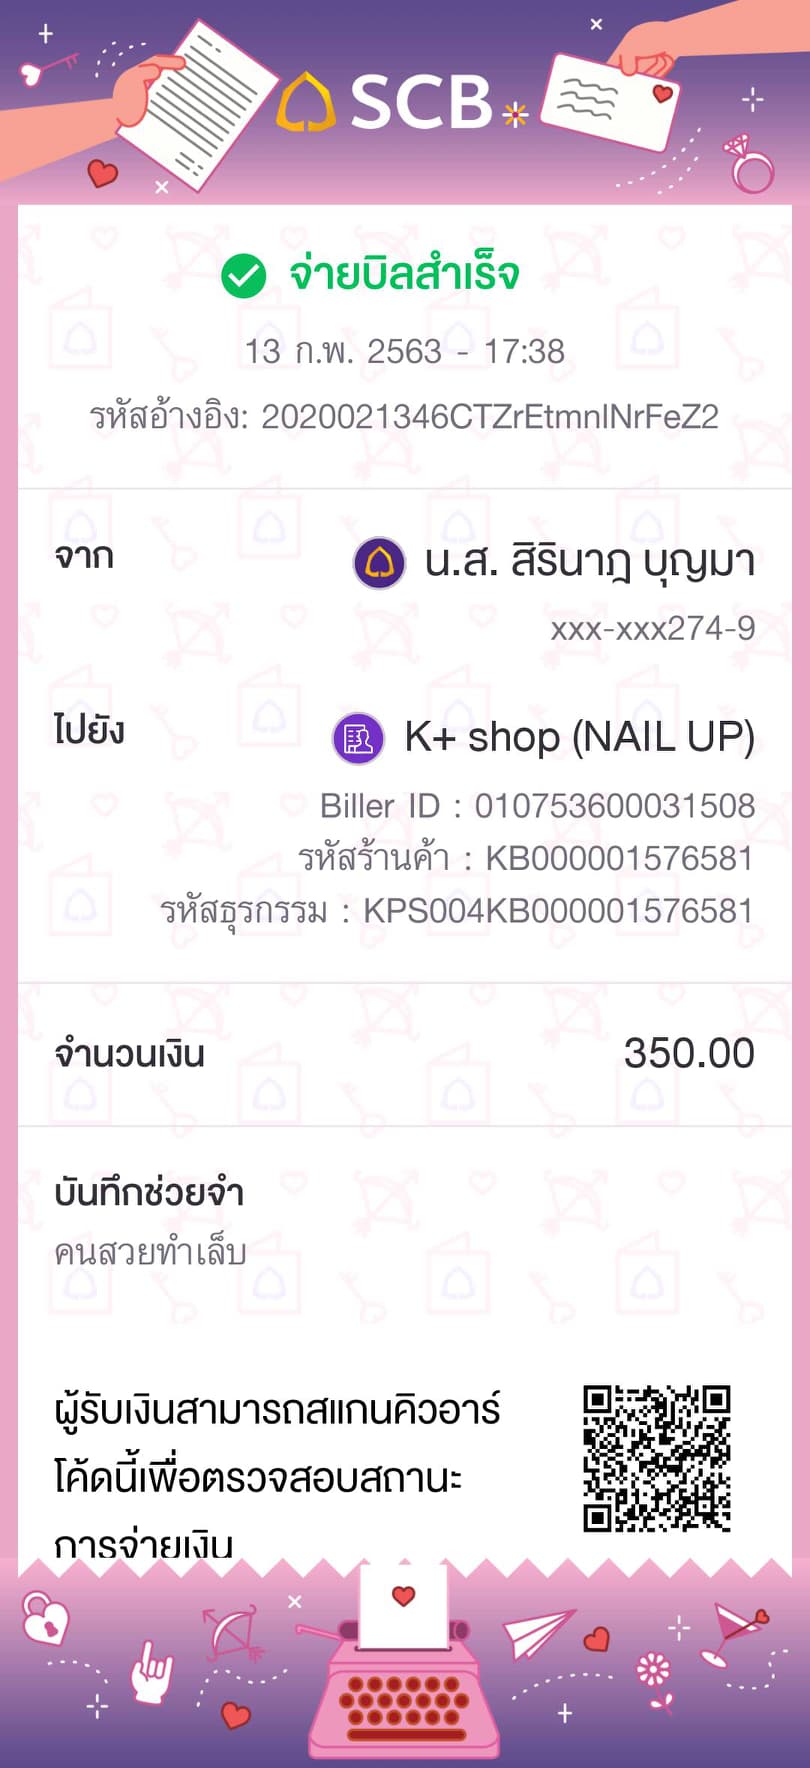 SCB
จ่ายบิลสำเร็จ
13 ก.พ. 2563 - 17:38
รหัสอ้างอิง: 2020021346CTZrEtmnINrFeZ2
จาก
น.ส. สิรินาฎ บุญมา
xxx-xxx274-9
ไปยัง
K+ shop (NAIL UP)
Biller ID : 010753600031508
รหัสร้านค้า : KB000001576581
รหัสธุรกรรม : KPS004KB000001576581
จำนวนเงิน
350.00
บันทึกช่วยจำ
คนสวยทำเล็บ
ผู้รับเงินสามารถสแกนคิวอาร์
โค้ดนี้เพื่อตรวจสอบสถานะ
การจ่ายเงิน